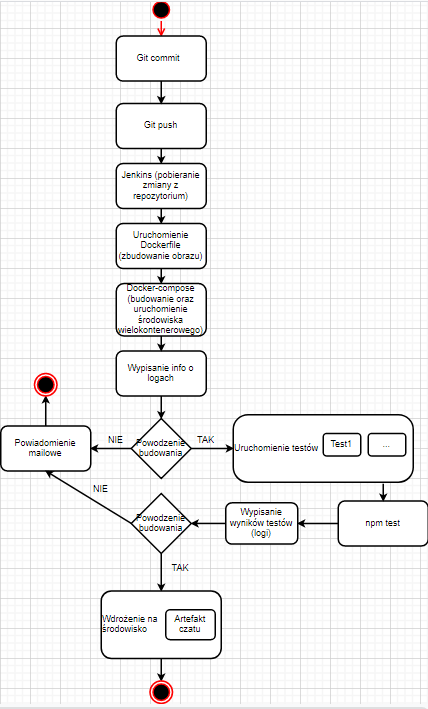 Git commit
Git push
Jenkins (pobieranie
zmiany z
repozytorium)
Uruchomienie
Dockerfile
(zbudowanie obrazu)
Docker-compose
(budowanie oraz
uruchomienie
środowiska
wielokontenerowego)
Wypisanie info o
logach
Powodzenie
budowania
NIE
TAK
Powiadomienie
mailowe
Uruchomienie testów
Test1
...
npm test
Wypisanie
wyników testów
(logi)
Powodzenie
budowania
NIE
TAK
Wdrożenie na
środowisko
Artefakt
czatu